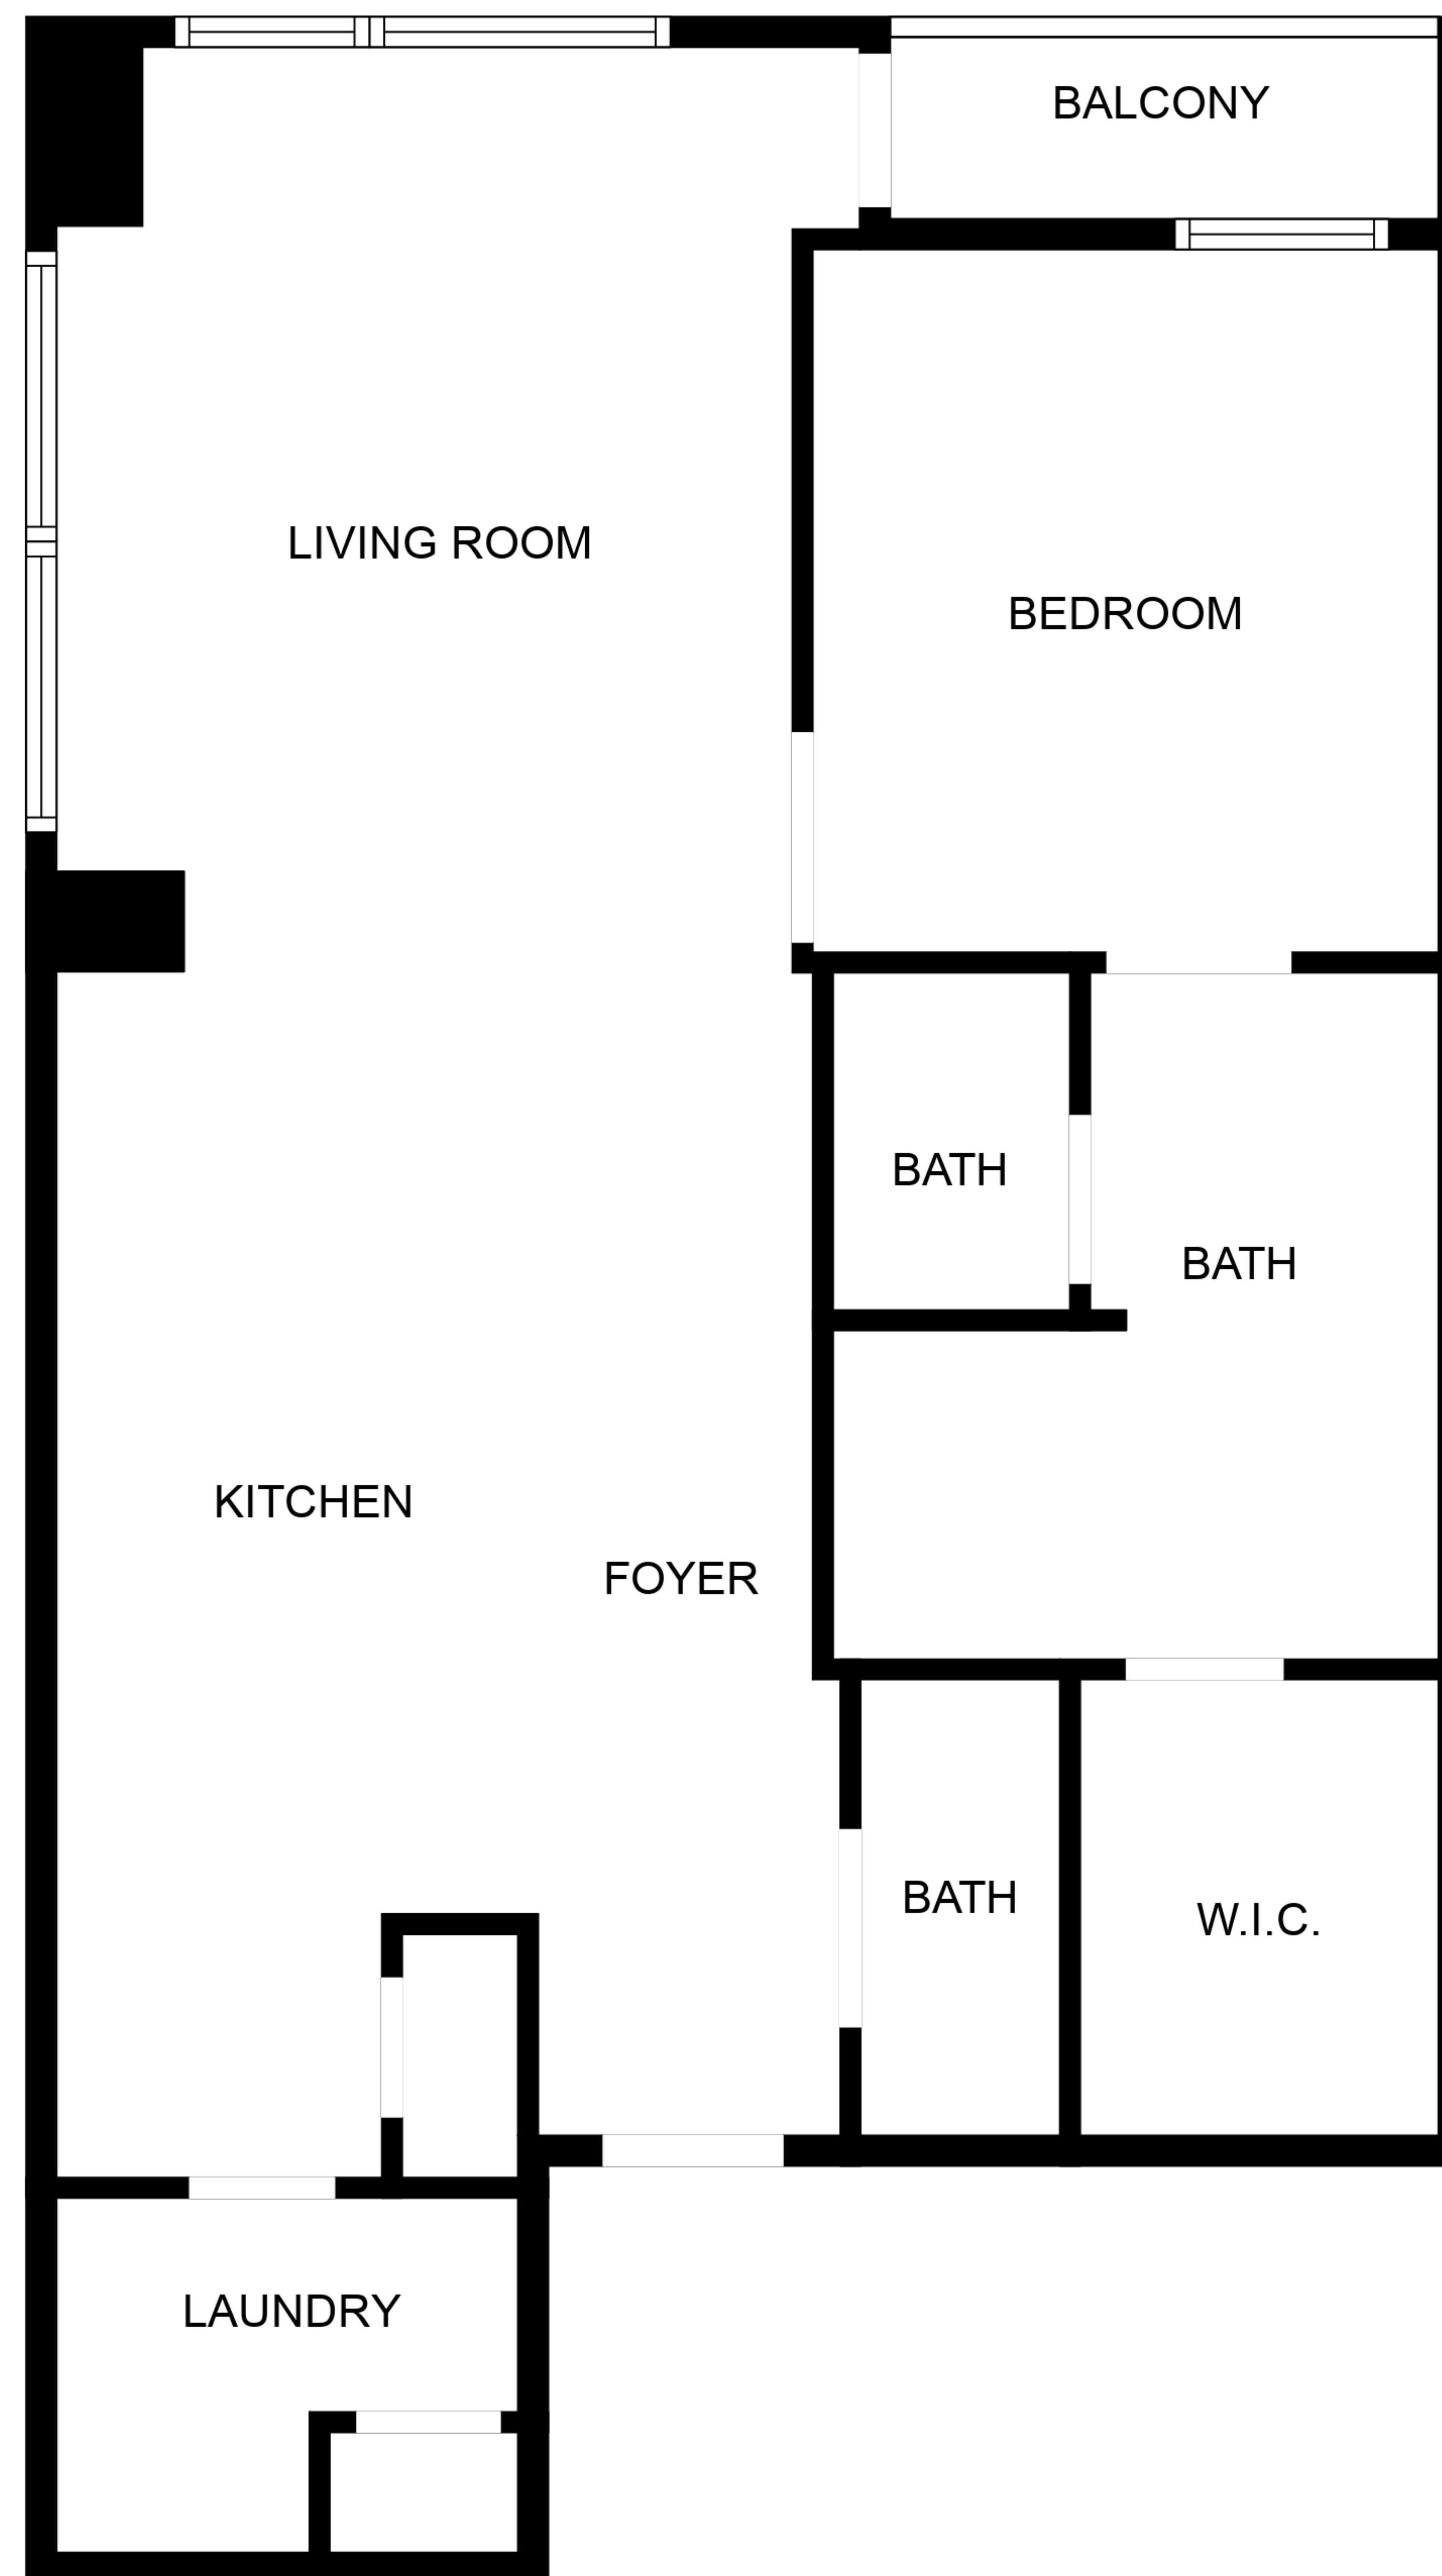 BALCONY
LIVING ROOM
BEDROOM
BATH
BATH
KITCHEN
FOYER
BATH
W.I.C.
LAUNDRY